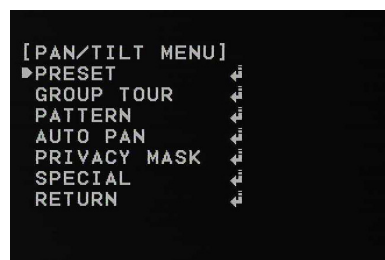 [PAN/TILT MENU]
PRESET
GROUP TOUR
PATTERN
AUTO PAN
PRIVACY MASK
SPECIAL
RETURN